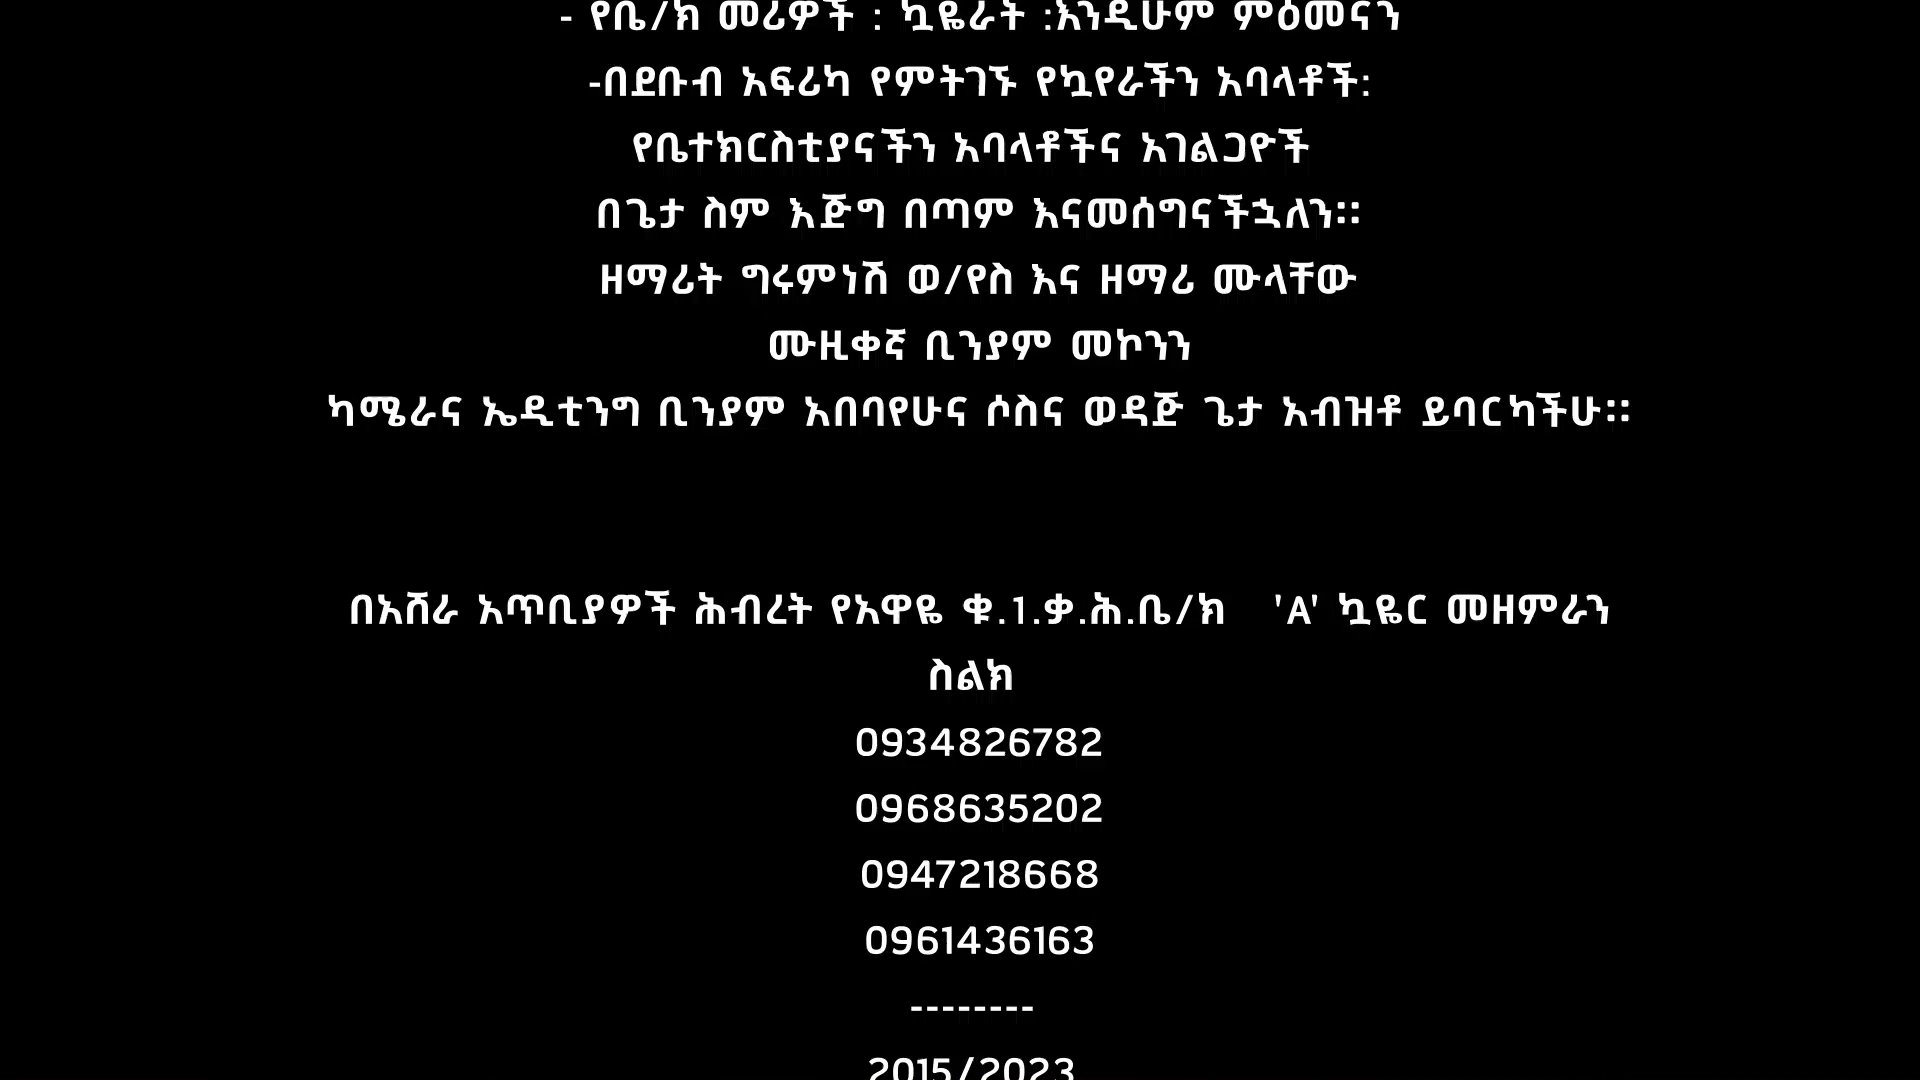 - የቤ/ክ መሪዎች : ኳዬራት :እንዲሁም ምዕመናን
-በደቡብ አፍሪካ የምትገኙ የኳየራችን አባላቶች:
የቤተክርስቲያናችን አባላቶችና አገልጋዮች
በጌታ ስም እጅግ በጣም እናመሰግናችኋለን።
ዘማሪት ግሩምነሽ ወ/የስ እና ዘማሪ ሙላቸው
ሙዚቀኛ ቢንያም መኮንን
ካሜራና ኤዲቲንግ ቢንያም አበባየሁና ሶስና ወዳጅ ጌታ አብዝቶ ይባርካችሁ።
በአሸራ አጥቢያዎች ሕብረት የአዋዬ ቁ.1.ቃ.ሕ.ቤ/ክ 'A' ኳዬር መዘምራን
ስልክ
0934826782
0968635202
0947218668
0961436163
--------
2015/2023